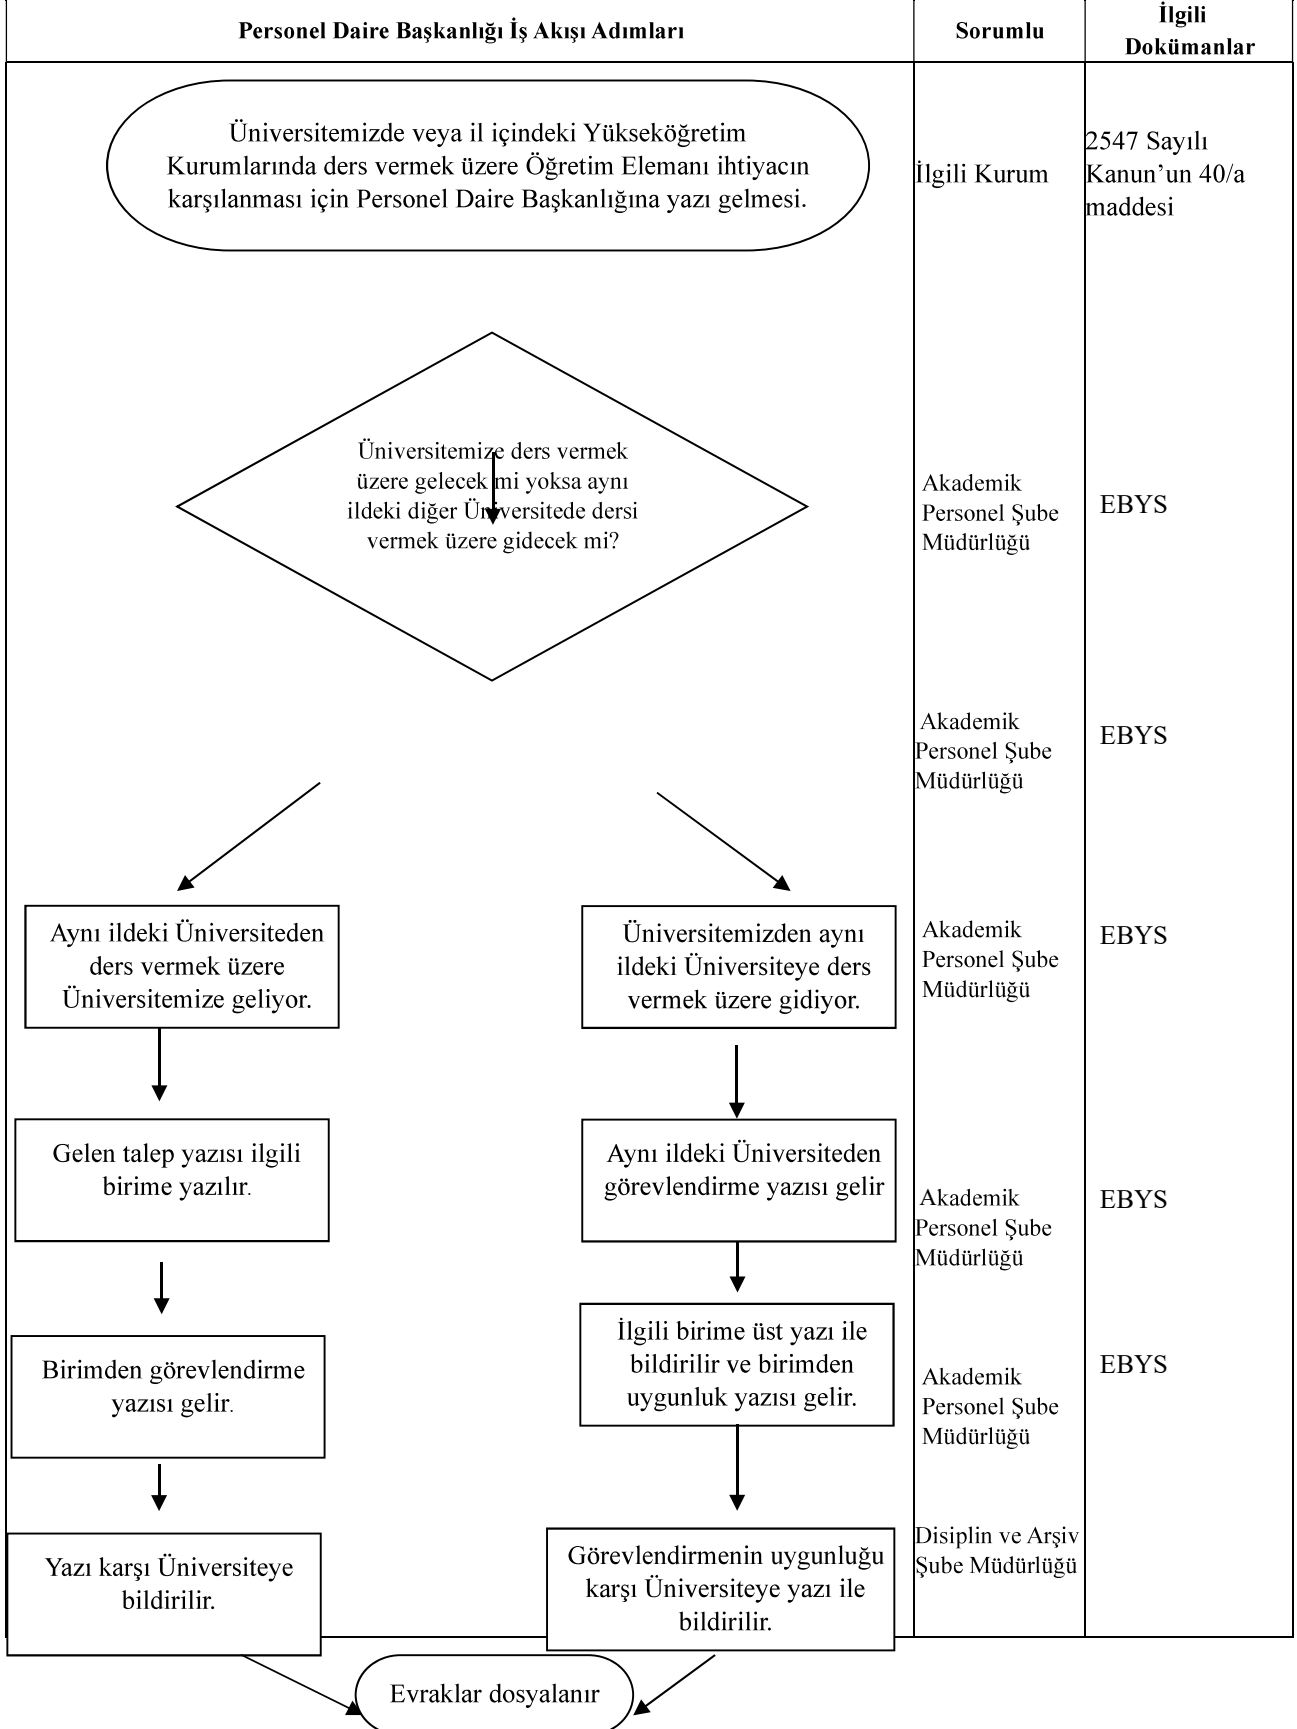 Personel Daire Başkanlığı İş Akışı Adımları
Sorumlu
İlgili
Dokümanlar
Üniversitemizde veya il içindeki Yükseköğretim
Kurumlarında ders vermek üzere Öğretim Elemanı ihtiyacın
karşılanması için Personel Daire Başkanlığına yazı gelmesi.
İlgili Kurum
2547 Sayılı
Kanun’un 40/a
maddesi
Üniversitemize ders vermek
üzere gelecek mi yoksa aynı
ildeki diğer Üniversitede dersi
vermek üzere gidecek mi?
Akademik
Personel Şube
Müdürlüğü
EBYS
Akademik
Personel Şube
Müdürlüğü
EBYS
Aynı ildeki Üniversiteden
ders vermek üzere
Üniversitemize geliyor.
Üniversitemizden aynı
ildeki Üniversiteye ders
vermek üzere gidiyor.
Akademik
Personel Şube
Müdürlüğü
EBYS
Gelen talep yazısı ilgili
birime yazılır.
Aynı ildeki Üniversiteden
görevlendirme yazısı gelir
Akademik
Personel Şube
Müdürlüğü
EBYS
Birimden görevlendirme
yazısı gelir.
İlgili birime üst yazı ile
bildirilir ve birimden
uygunluk yazısı gelir.
Akademik
Personel Şube
Müdürlüğü
EBYS
Yazı karşı Üniversiteye
bildirilir.
Görevlendirmenin uygunluğu
karşı Üniversiteye yazı ile
bildirilir.
Disiplin ve Arşiv
Şube Müdürlüğü
Evraklar dosyalanır